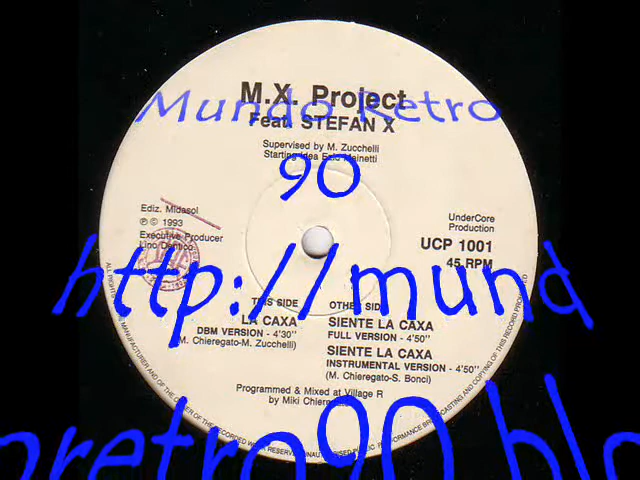 M.X. Project
Mundo Retro
Feat. STEFAN X
Supervised by M. Zucchelli
Starting Idea Ezio Meinetti
90
Ediz. Midasol
℗ © 1993
Executive Producer
Lino Dentico
UnderCore
Production
UCP 1001
45 RPM
http://mund
THIS SIDE
LA CAXA
DBM VERSION - 4'30"
(M. Chieregato-M. Zucchelli)
OTHER SIDE
SIENTE LA CAXA
FULL VERSION - 4'50"
SIENTE LA CAXA
INSTRUMENTAL VERSION - 4'50"
(M. Chieregato-S. Bonci)
Programmed & Mixed at Village R
by Miki
oretro90.blo